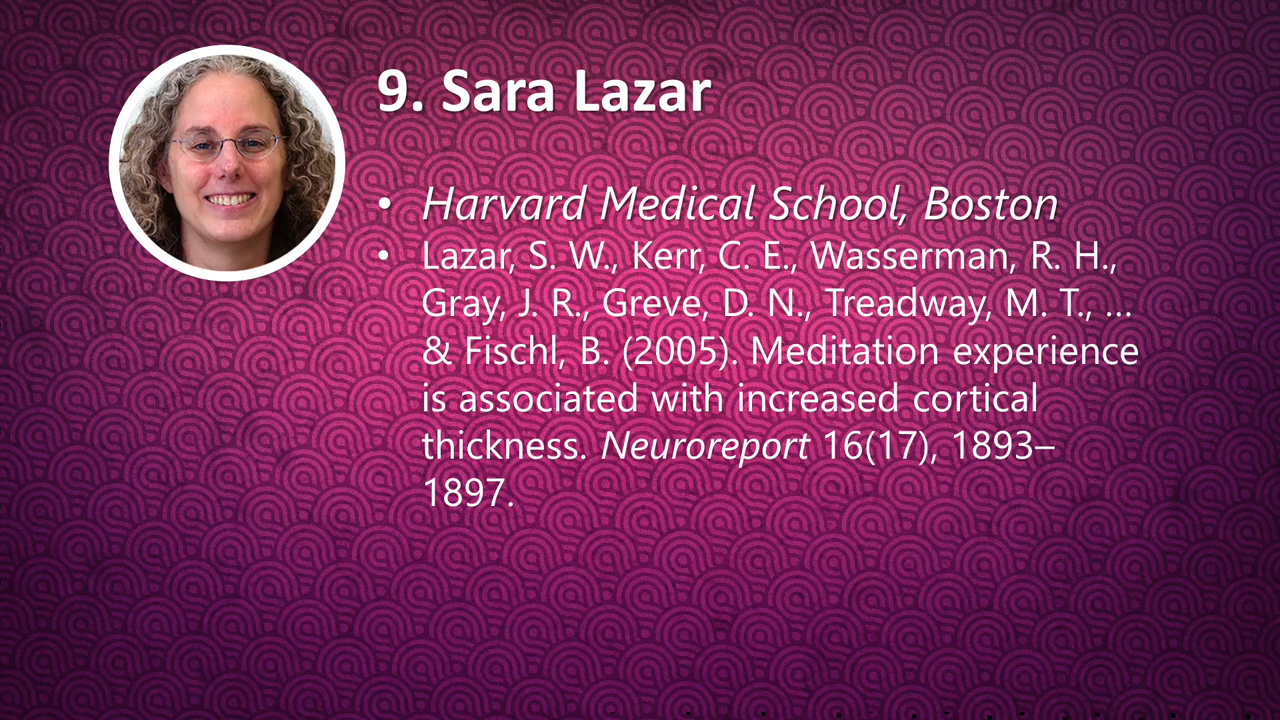 9. Sara Lazar
• Harvard Medical School, Boston
• Lazar, S. W., Kerr, C. E., Wasserman, R. H.,
Gray, J. R., Greve, D. N., Treadway, M. T., …
& Fischl, B. (2005). Meditation experience
is associated with increased cortical
thickness. Neuroreport 16(17), 1893–
1897.